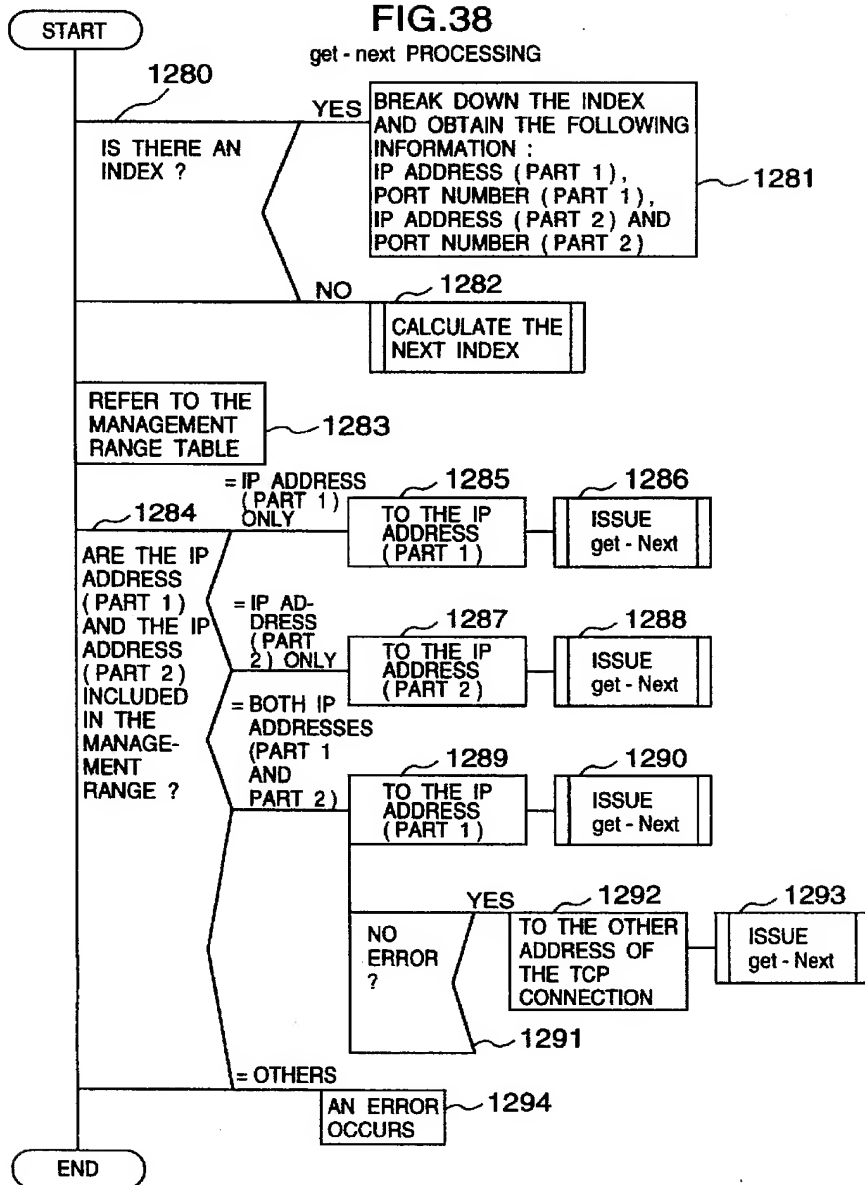 FIG.38
get - next PROCESSING
START
1280
IS THERE AN
INDEX ?
YES
BREAK DOWN THE INDEX
AND OBTAIN THE FOLLOWING
INFORMATION :
IP ADDRESS ( PART 1 ),
PORT NUMBER ( PART 1 ),
IP ADDRESS ( PART 2 ) AND
PORT NUMBER ( PART 2 )
1281
NO
1282
CALCULATE THE
NEXT INDEX
REFER TO THE
MANAGEMENT
RANGE TABLE
1283
1284
ARE THE IP
ADDRESS
( PART 1 )
AND THE IP
ADDRESS
( PART 2 )
INCLUDED
IN THE
MANAGE-
MENT
RANGE ?
= IP ADDRESS
( PART 1 )
ONLY
1285
TO THE IP
ADDRESS
( PART 1 )
1286
ISSUE
get - Next
= IP AD-
DRESS
(PART
2) ONLY
1287
TO THE IP
ADDRESS
( PART 2 )
1288
ISSUE
get - Next
= BOTH IP
ADDRESSES
(PART 1
AND
PART 2)
1289
TO THE IP
ADDRESS
( PART 1 )
1290
ISSUE
get - Next
NO
ERROR
?
1291
YES
1292
TO THE OTHER
ADDRESS OF
THE TCP
CONNECTION
1293
ISSUE
get - Next
= OTHERS
AN ERROR
OCCURS
1294
END